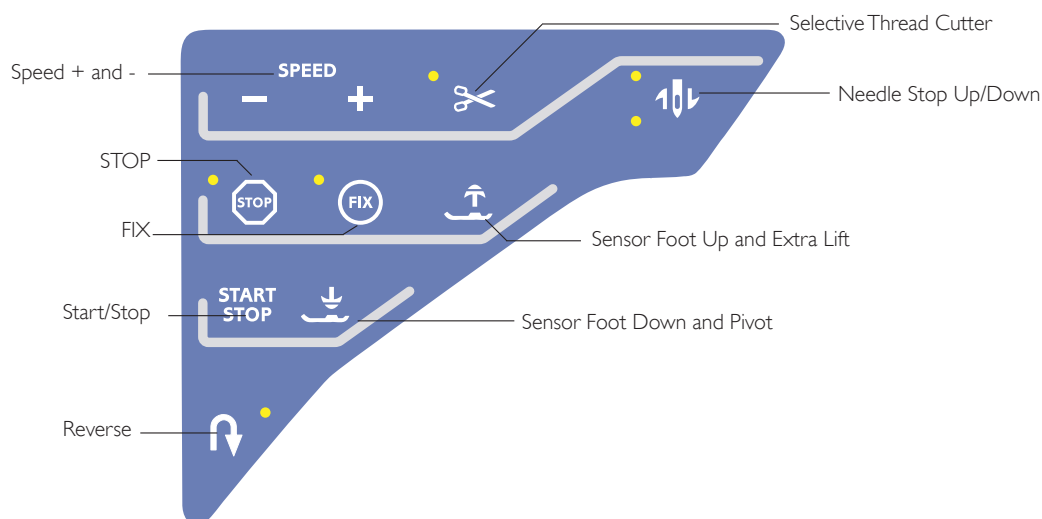 Selective Thread Cutter
Speed + and -
SPEED
− +
Needle Stop Up/Down
STOP
STOP
FIX
FIX
Sensor Foot Up and Extra Lift
Start/Stop
START
STOP
Sensor Foot Down and Pivot
Reverse